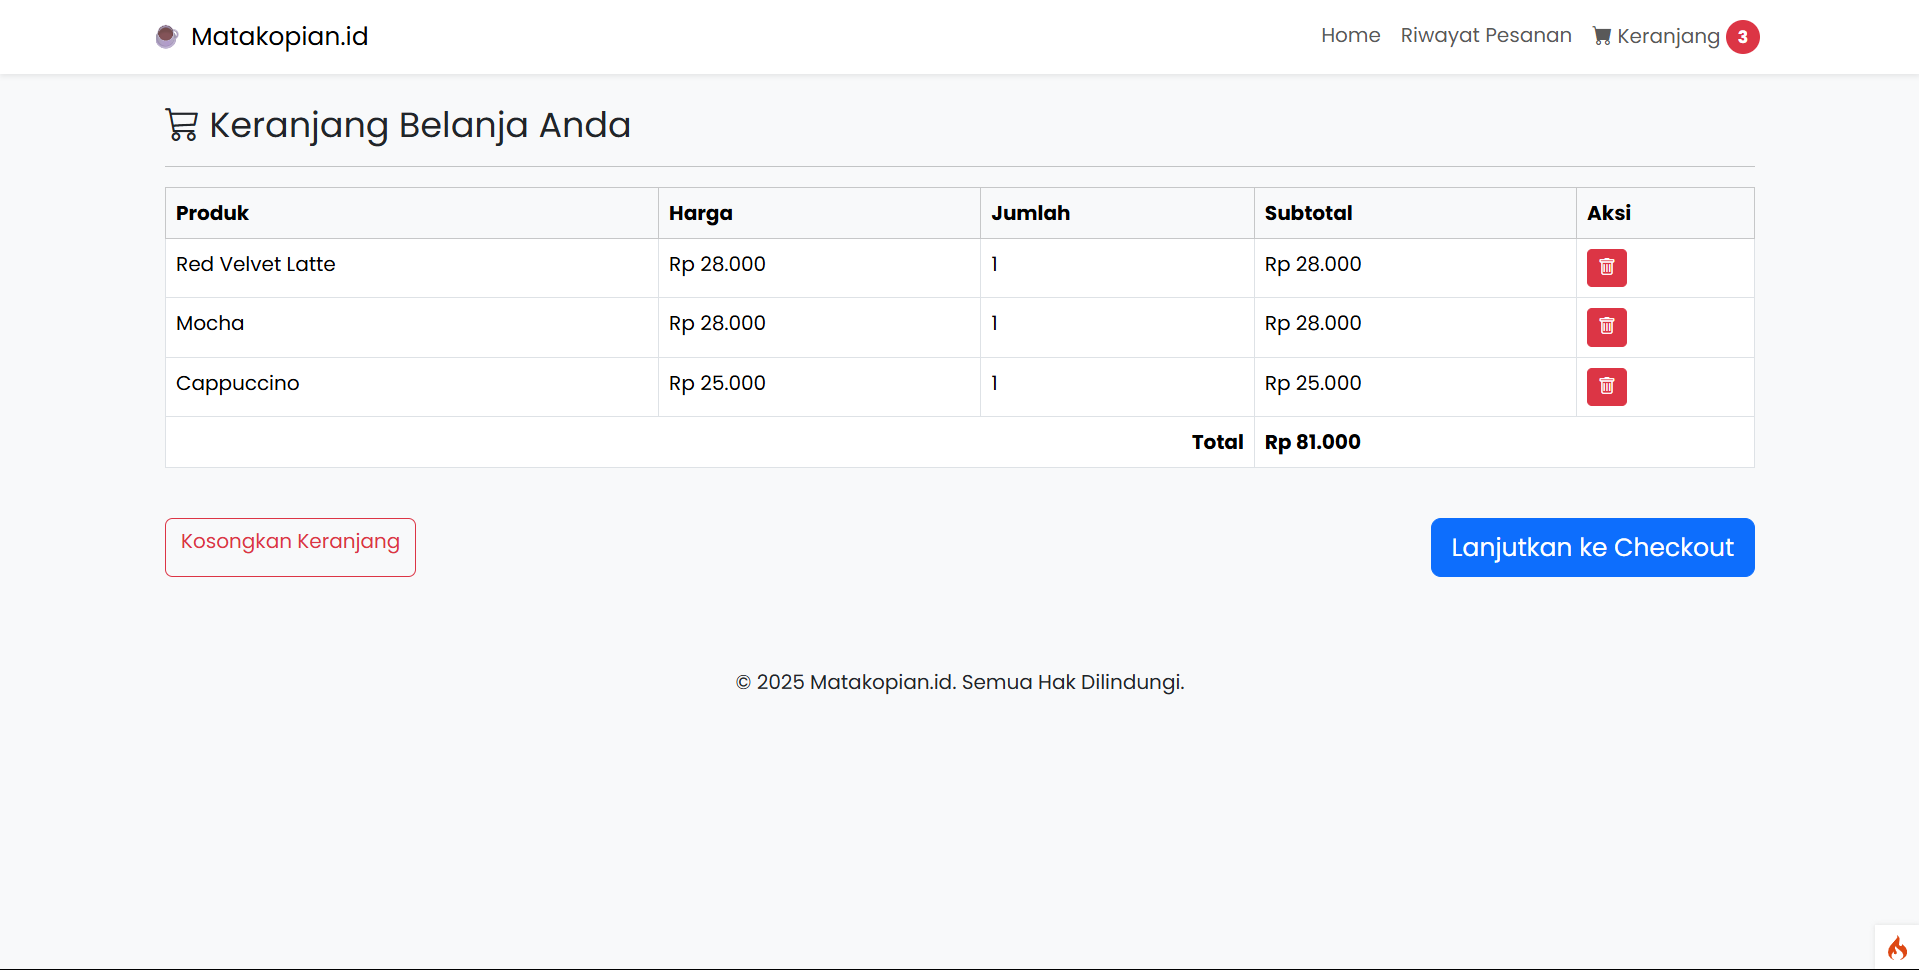 Matakopian.id
Home Riwayat Pesanan Keranjang 3
Keranjang Belanja Anda
Produk Harga Jumlah Subtotal Aksi
Red Velvet Latte Rp 28.000 1 Rp 28.000
Mocha Rp 28.000 1 Rp 28.000
Cappuccino Rp 25.000 1 Rp 25.000
Total Rp 81.000
Kosongkan Keranjang
Lanjutkan ke Checkout
© 2025 Matakopian.id. Semua Hak Dilindungi.